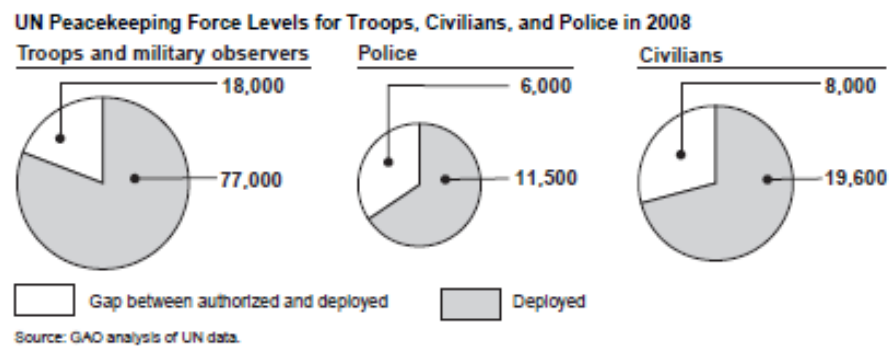 UN Peacekeeping Force Levels for Troops, Civilians, and Police in 2008
Troops and military observers
18,000
77,000
Police
6,000
11,500
Civilians
8,000
19,600
Gap between authorized and deployed
Deployed
Source: GAO analysis of UN data.